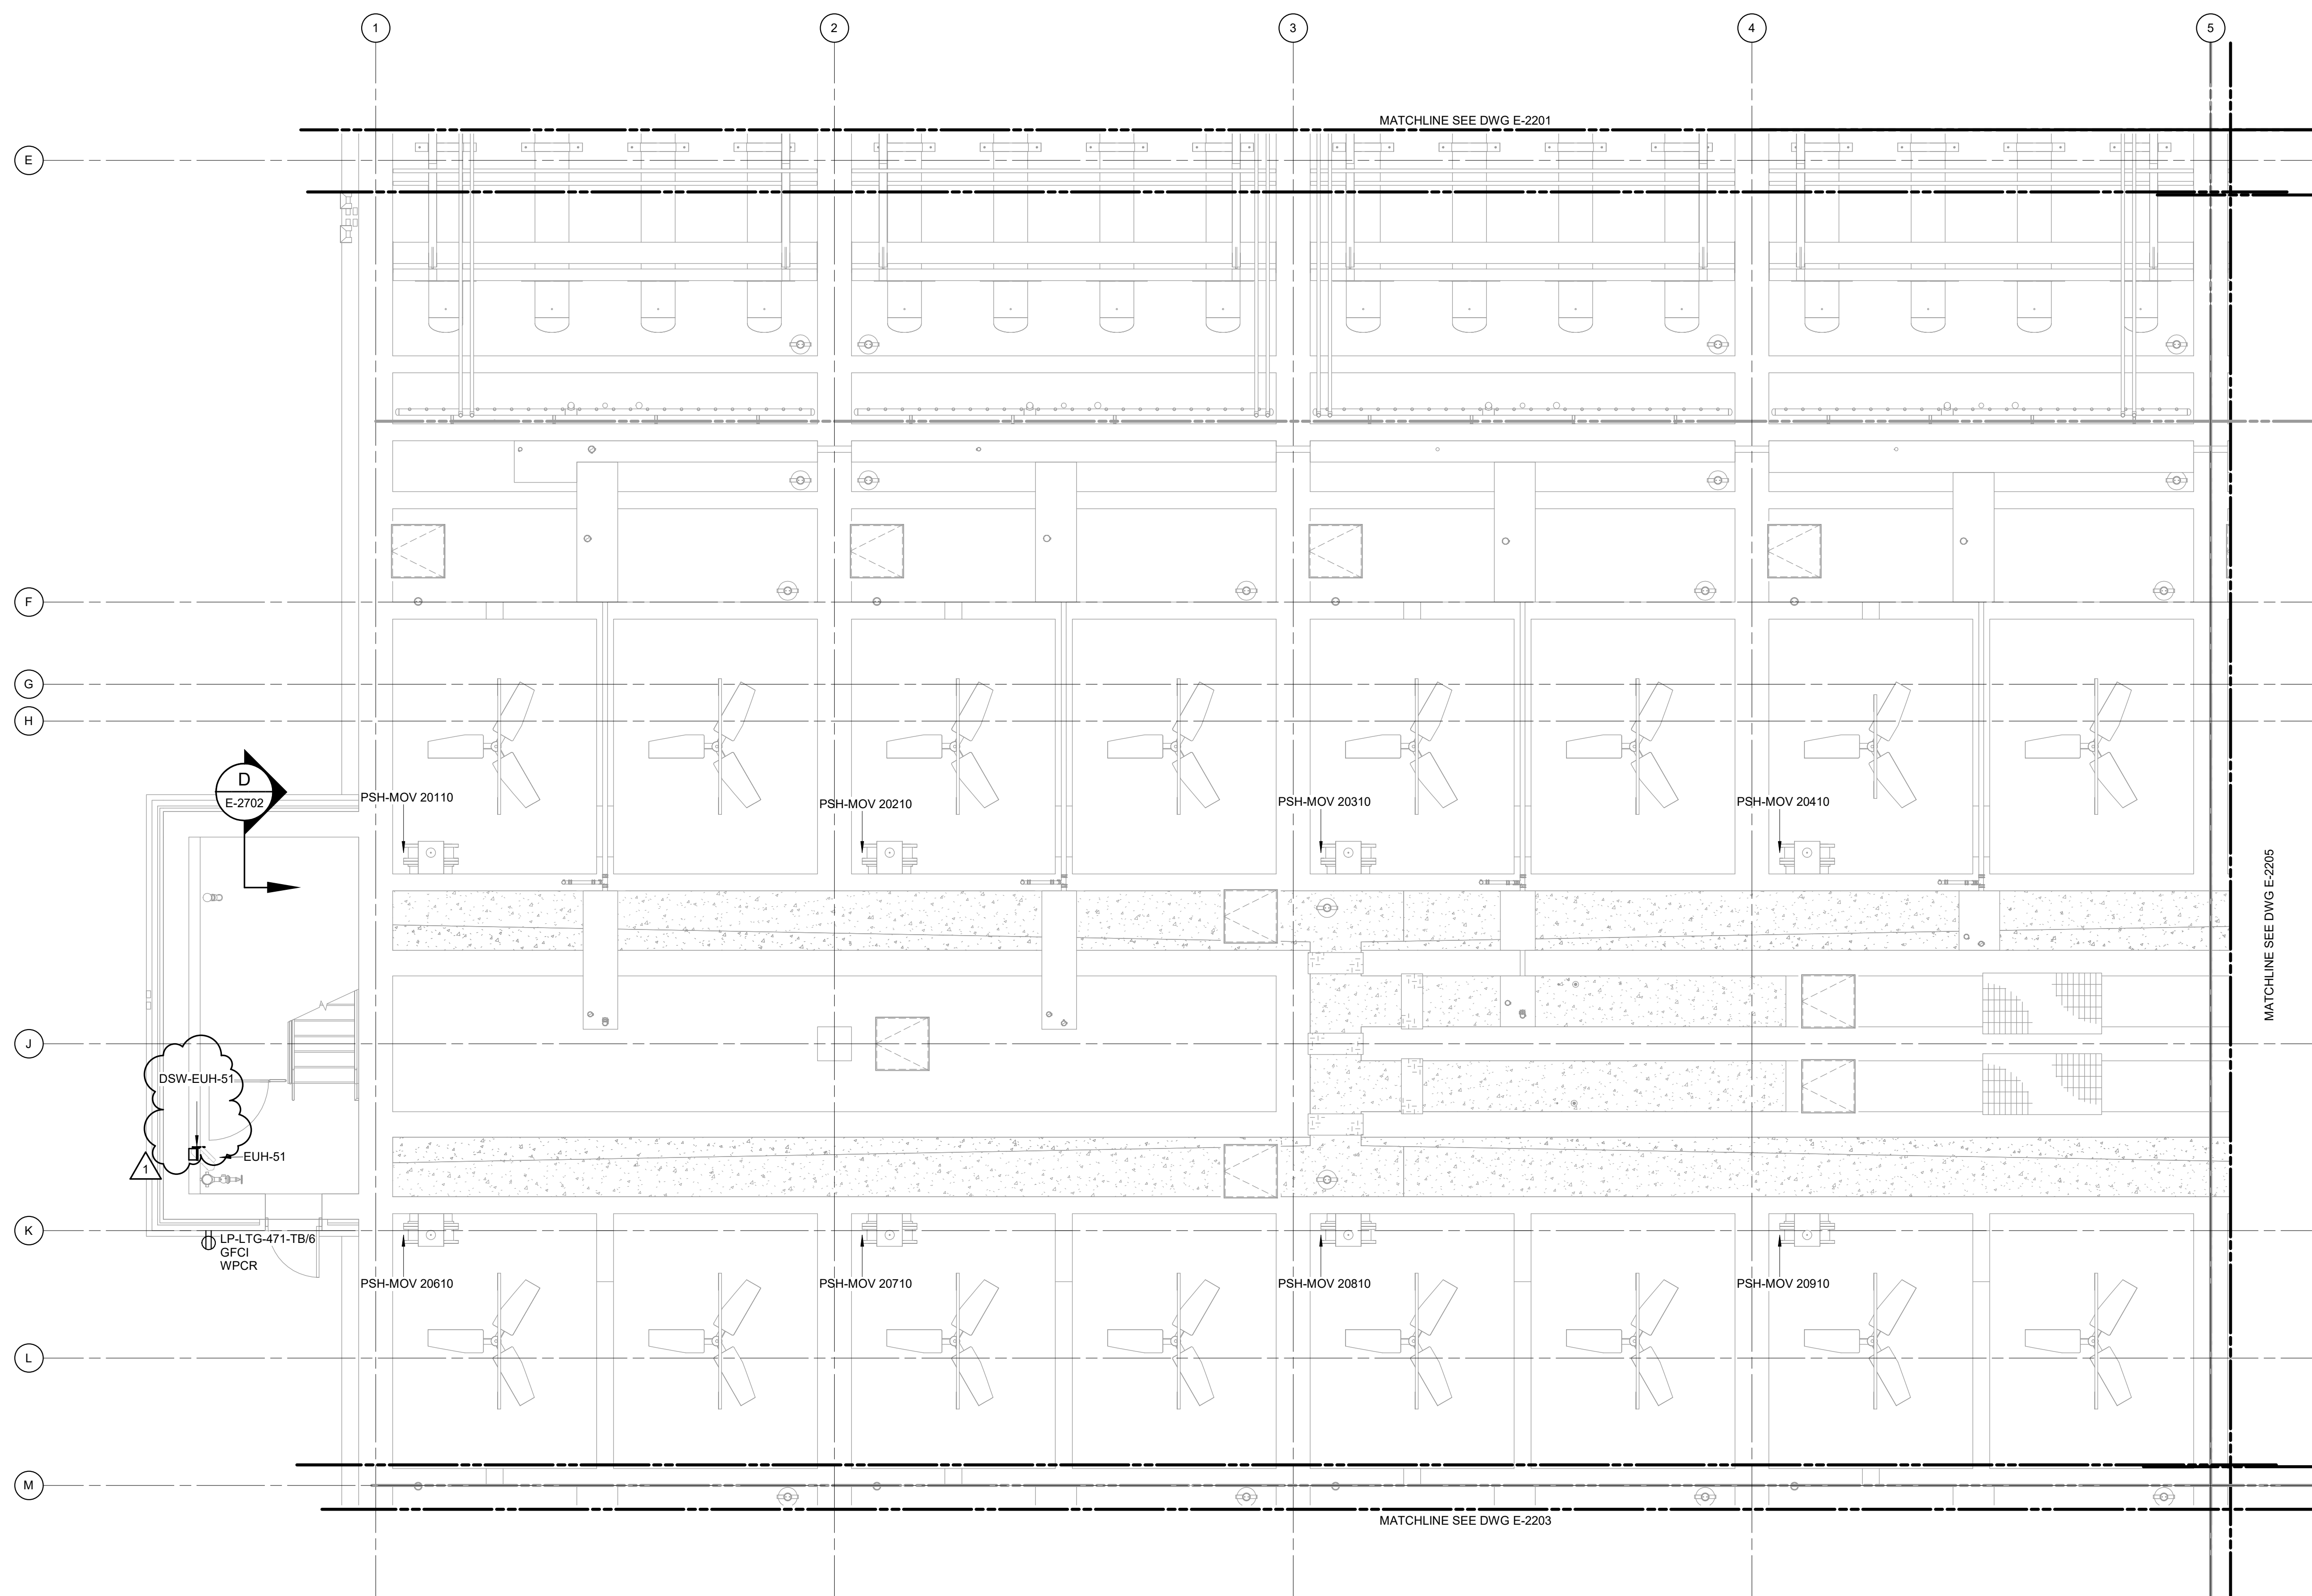 1
2
3
4
5
MATCHLINE SEE DWG E-2201
E
F
G
H
D
E-2702
PSH-MOV 20110
PSH-MOV 20210
PSH-MOV 20310
PSH-MOV 20410
MATCHLINE SEE DWG E-2205
J
DSW-EUH-51
EUH-51
1
K
LP-LTG-471-TB/6
GFCI
WPCR
PSH-MOV 20610
PSH-MOV 20710
PSH-MOV 20810
PSH-MOV 20910
L
M
MATCHLINE SEE DWG E-2203